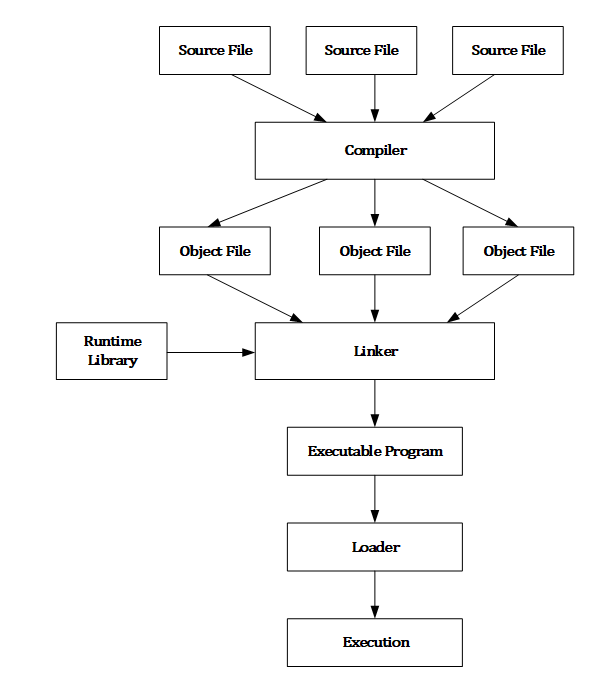 Source File
Source File
Source File
Compiler
Object File
Object File
Object File
Runtime
Library
Linker
Executable Program
Loader
Execution